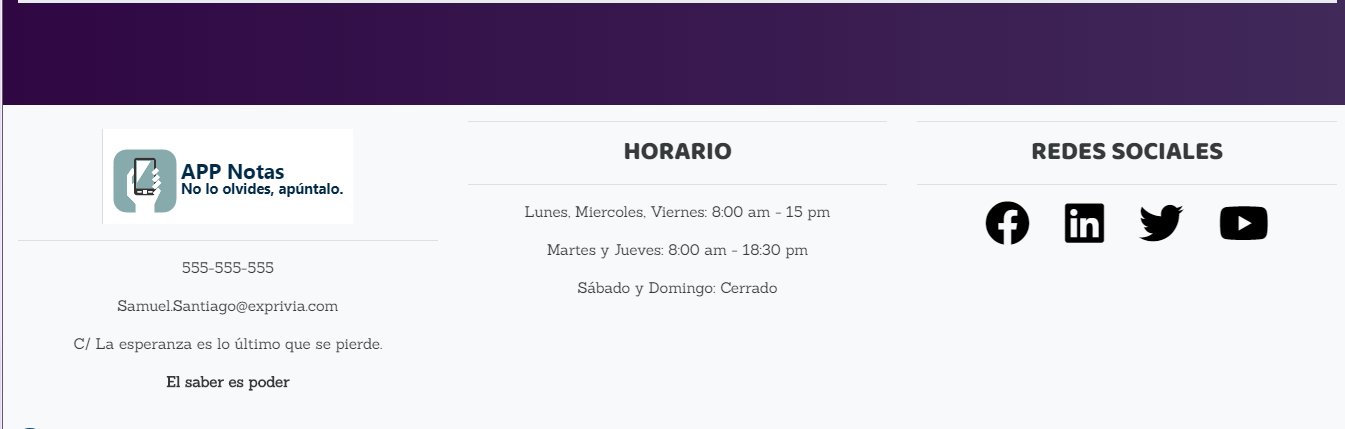 APP Notas
No lo olvides, apúntalo.
555-555-555
Samuel.Santiago@exprivia.com
C/ La esperanza es lo último que se pierde.
El saber es poder
HORARIO
Lunes, Miercoles, Viernes: 8:00 am - 15 pm
Martes y Jueves: 8:00 am - 18:30 pm
Sábado y Domingo: Cerrado
REDES SOCIALES